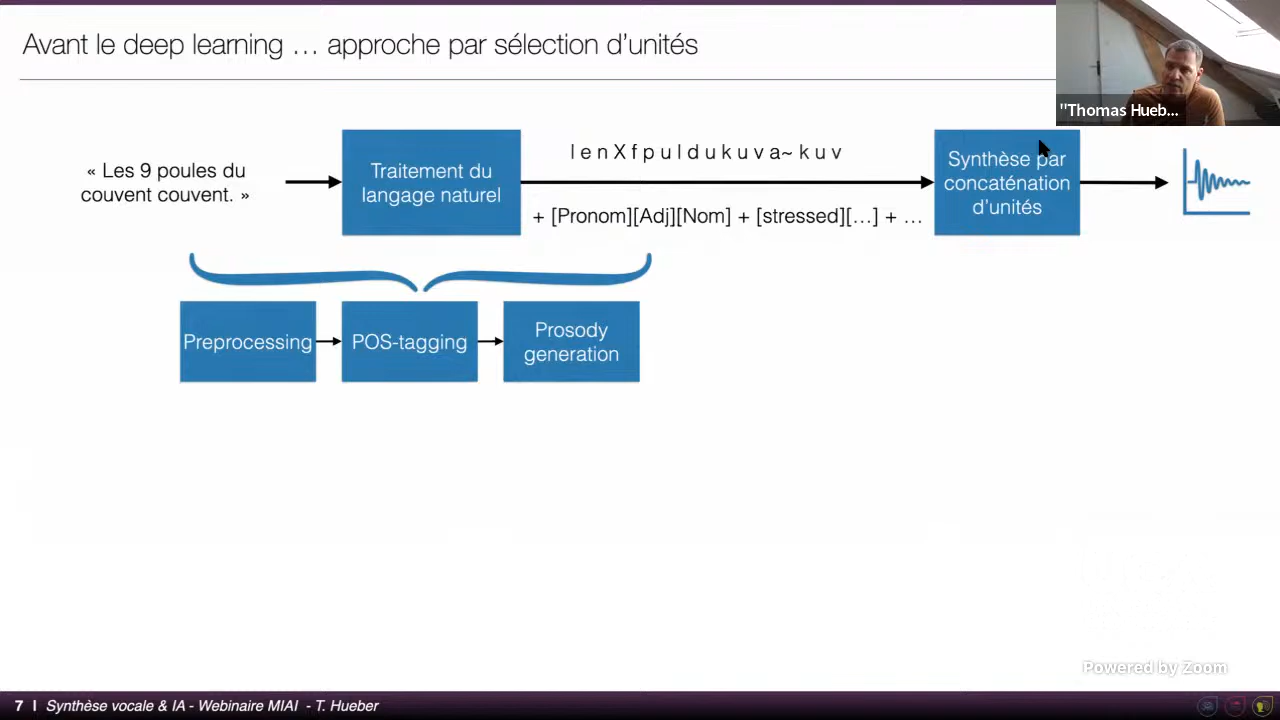 Avant le deep learning … approche par sélection d’unités
"Thomas Hueb...
« Les 9 poules du
couvent couvent. »
Traitement du
langage naturel
l e n X f p u l d u k u v a~ k u v
+ [Pronom][Adj][Nom] + [stressed][…] + …
Synthèse par
concaténation
d’unités
Preprocessing
POS-tagging
Prosody
generation
Powered by Zoom
7 I Synthèse vocale & IA - Webinaire MIAI - T. Hueber